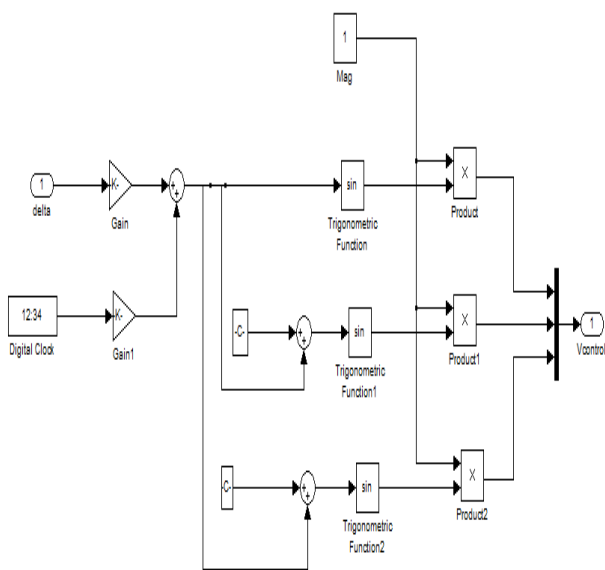 1
Mag
1
delta
K-
Gain
+
+
sin
Trigonometric
Function
X
Product
12:34
Digital Clock
K-
Gain1
-C-
+
+
sin
Trigonometric
Function1
X
Product1
1
Vcontrol
-C-
+
+
sin
Trigonometric
Function2
X
Product2